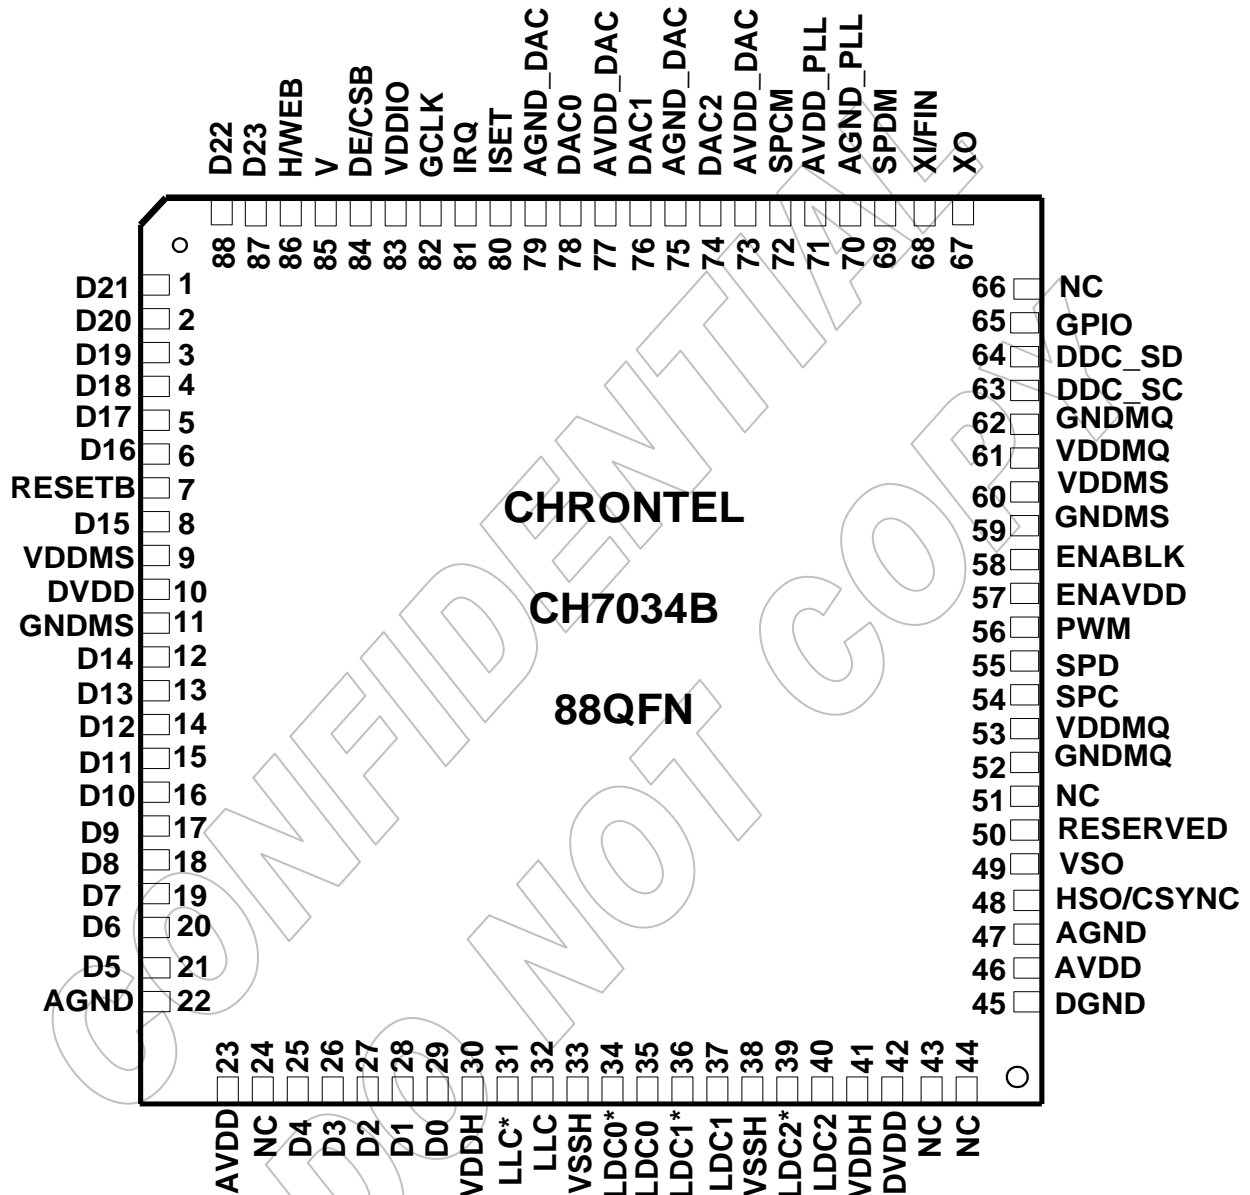 D22
D23
H/WEB
V
DE/CSB
VDDIO
GCLK
IRQ
ISET
AGND_DAC
DAC0
AVDD_DAC
DAC1
AGND_DAC
DAC2
AVDD_DAC
SPCM
AVDD_PLL
AGND_PLL
SPDM
XI/FIN
XO
88
87
86
85
84
83
82
81
80
79
78
77
76
75
74
73
72
71
70
69
68
67
D21 1
D20 2
D19 3
D18 4
D17 5
D16 6
RESETB 7
D15 8
VDDMS 9
DVDD 10
GNDMS 11
D14 12
D13 13
D12 14
D11 15
D10 16
D9 17
D8 18
D7 19
D6 20
D5 21
AGND 22
CHRONTEL
CH7034B
88QFN
66 NC
65 GPIO
64 DDC_SD
63 DDC_SC
62 GNDMQ
61 VDDMQ
60 VDDMS
59 GNDMS
58 ENABLK
57 ENAVDD
56 PWM
55 SPD
54 SPC
53 VDDMQ
52 GNDMQ
51 NC
50 RESERVED
49 VSO
48 HSO/CSYNC
47 AGND
46 AVDD
45 DGND
23
24
25
26
27
28
29
30
31
32
33
34
35
36
37
38
39
40
41
42
43
44
AVDD
NC
D4
D3
D2
D1
D0
VDDH
LLC*
LLC
VSSH
LDC0*
LDC0
LDC1*
LDC1
VSSH
LDC2*
LDC2
VDDH
DVDD
NC
NC
CONFIDENTIAL
DO NOT COPY